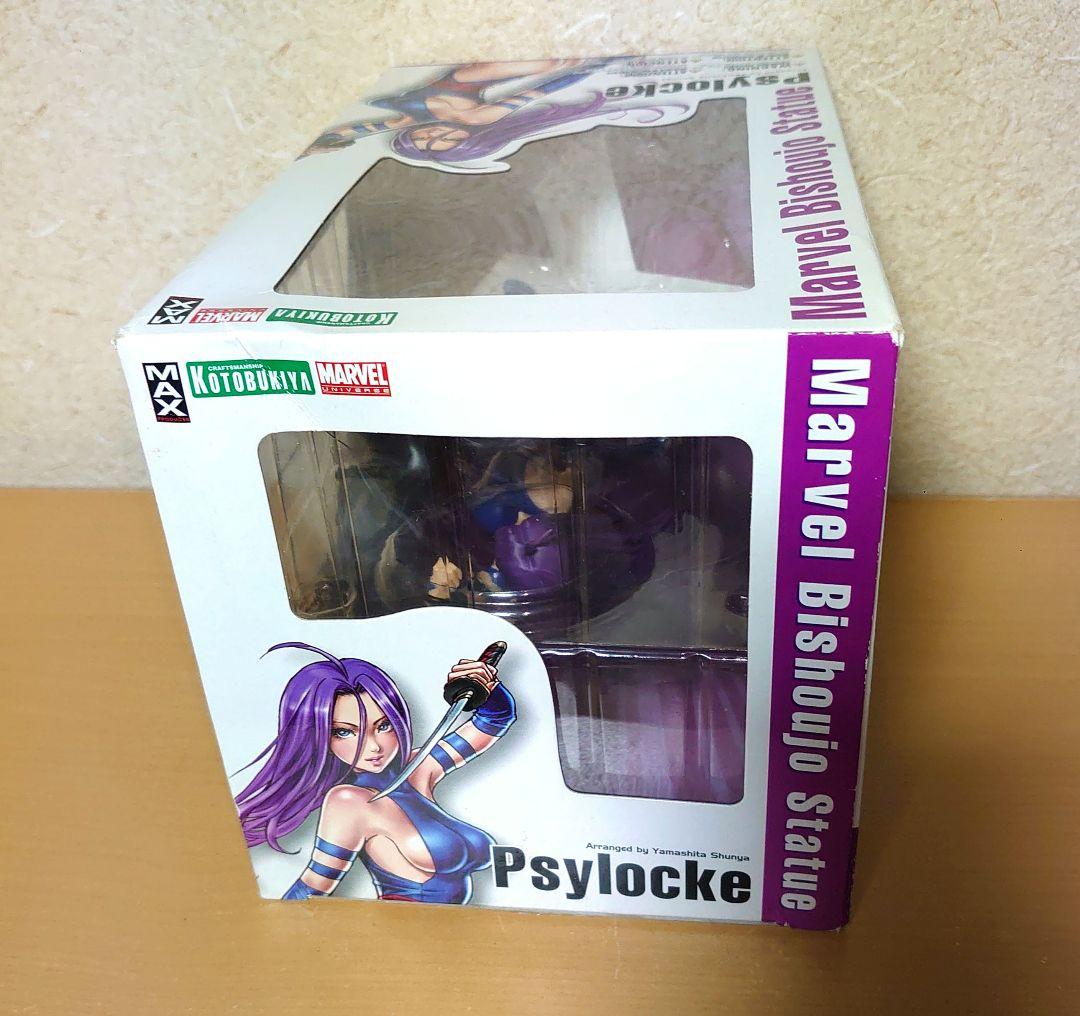 Psylocke
Marvel Bishoujo Statue
MAX
MARVEL
KOTOBUKIYA
MAX
CRAFTSMANSHIP
KOTOBUKIYA
MARVEL
UNIVERSE
Marvel Bishoujo Statue
Arranged by Yamashita Shunya
Psylocke